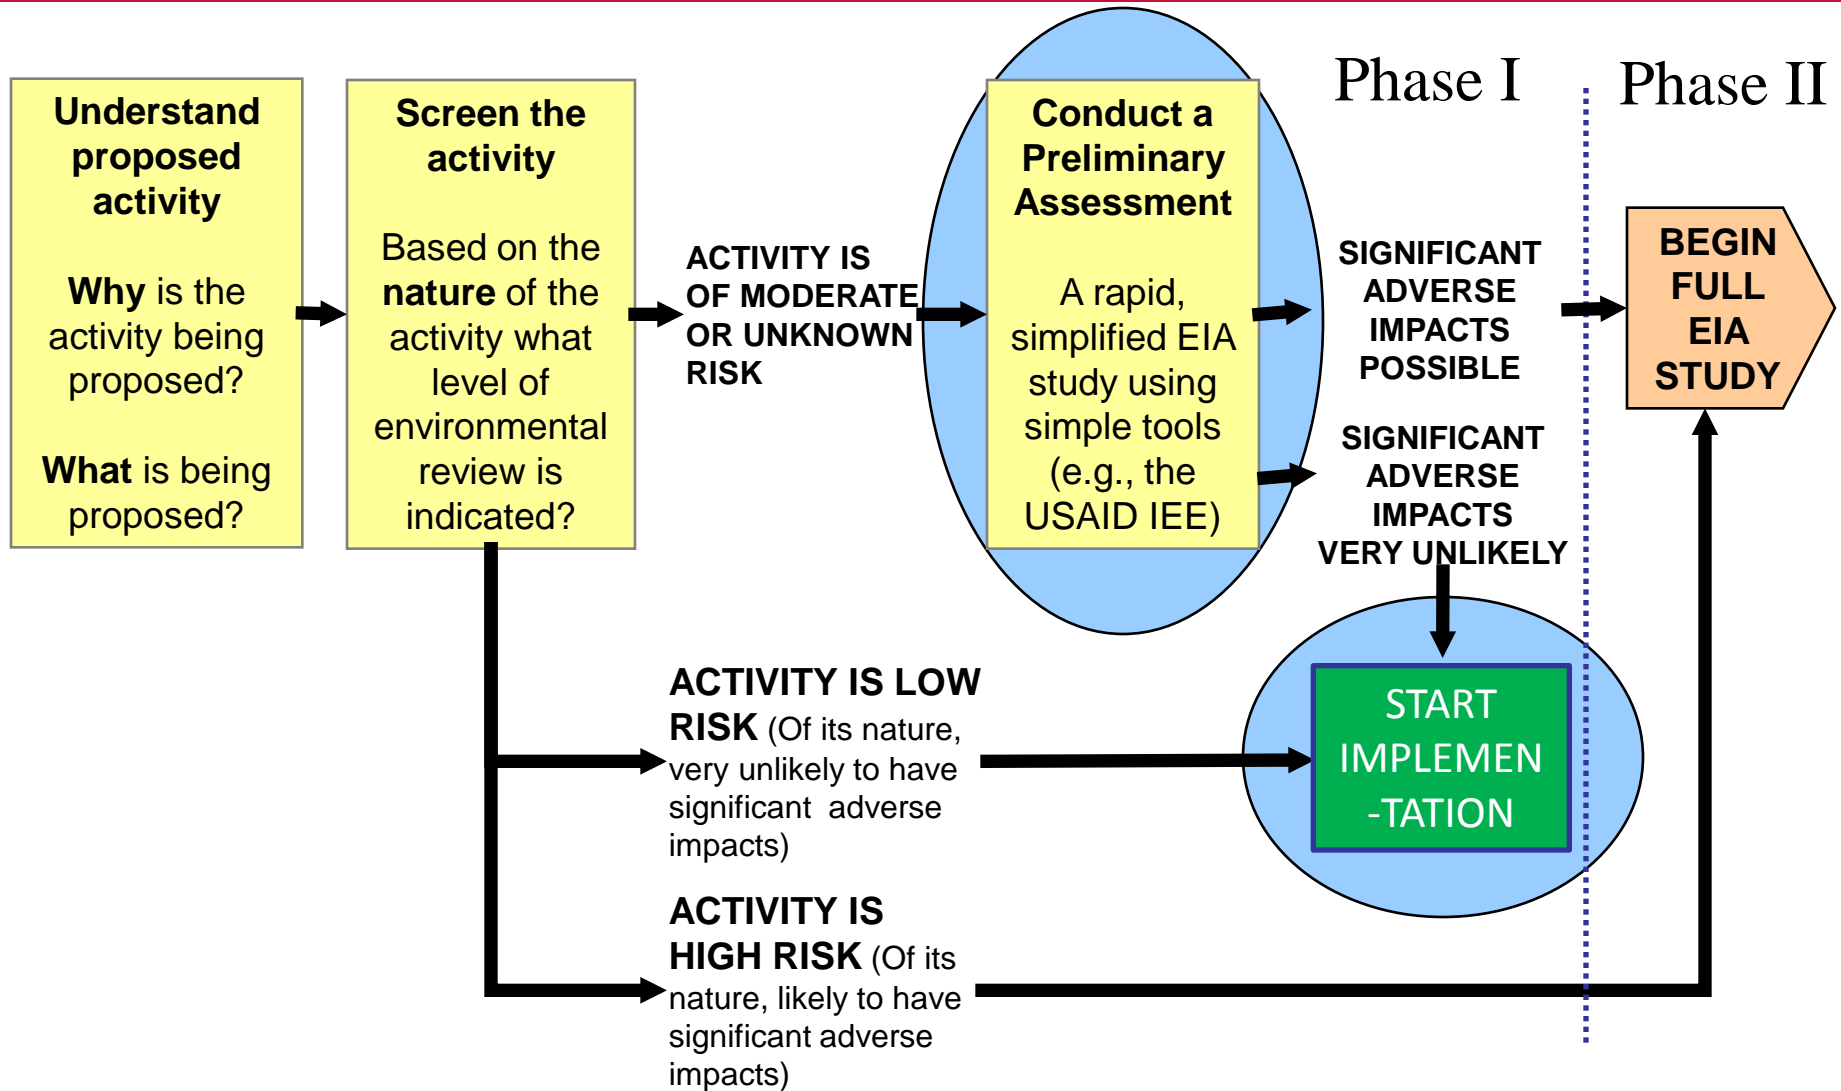 Understand
proposed
activity
Why is the
activity being
proposed?
What is being
proposed?
Screen the
activity
Based on the
nature of the
activity what
level of
environmental
review is
indicated?
ACTIVITY IS
OF MODERATE
OR UNKNOWN
RISK
Conduct a
Preliminary
Assessment
A rapid,
simplified EIA
study using
simple tools
(e.g., the
USAID IEE)
Phase I
SIGNIFICANT
ADVERSE
IMPACTS
POSSIBLE
SIGNIFICANT
ADVERSE
IMPACTS
VERY UNLIKELY
Phase II
BEGIN
FULL
EIA
STUDY
ACTIVITY IS LOW
RISK (Of its nature,
very unlikely to have
significant adverse
impacts)
START
IMPLEMEN
-TATION
ACTIVITY IS
HIGH RISK (Of its
nature, likely to have
significant adverse
impacts)